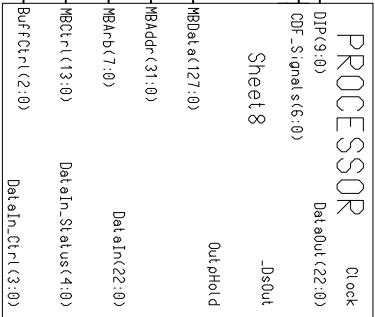 PROCESSOR
Clock
DIP(9:0)
DataOut(22:0)
CDF_Signals(6:0)
Sheet8
_DsOut
MBData(127:0)
OutpHold
MBAddr(31:0)
MBArb(7:0)
DataIn(22:0)
MBCtrl(13:0)
DataIn_Status(4:0)
BuffCtrl(2:0)
DataIn_Ctrl(3:0)